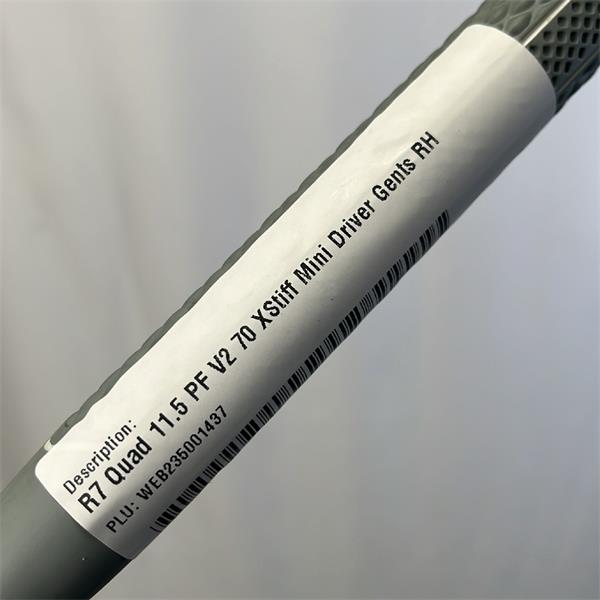 Description:
R7 Quad 11.5 PF V2 70 XStiff Mini Driver Gents RH
PLU: WEB235001437